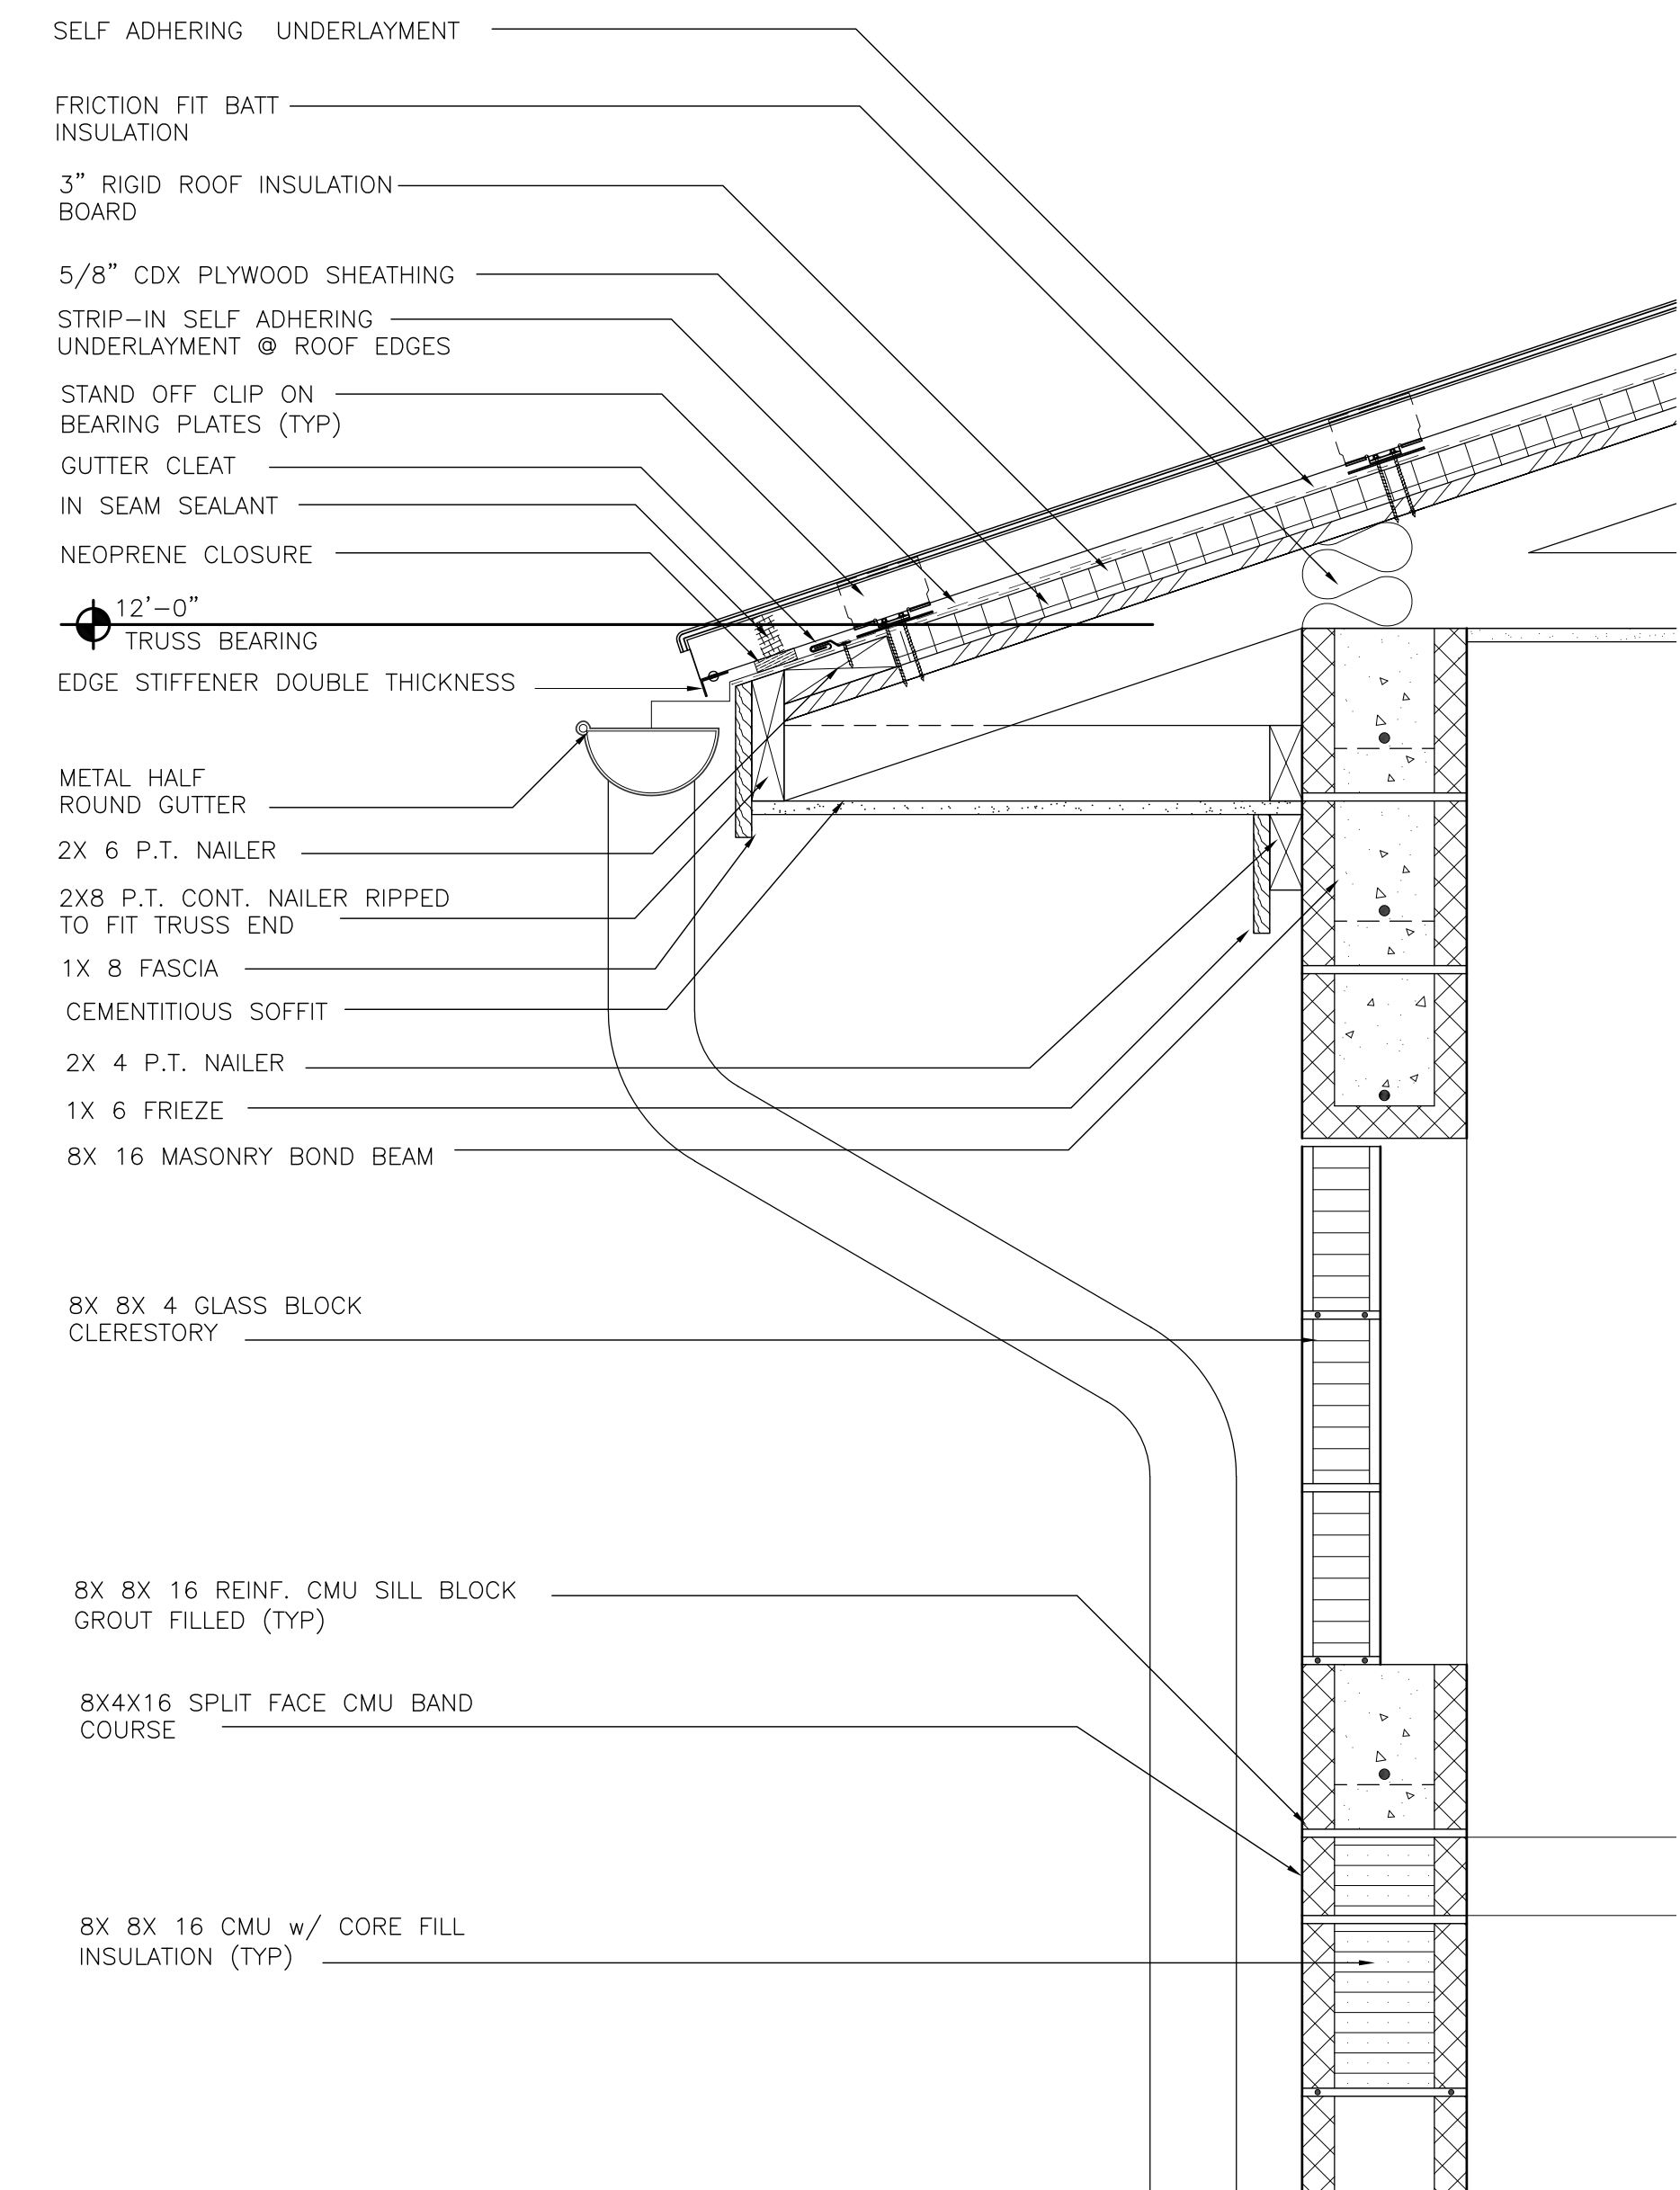 SELF ADHERING UNDERLAYMENT
FRICTION FIT BATT
INSULATION
3" RIGID ROOF INSULATION
BOARD
5/8" CDX PLYWOOD SHEATHING
STRIP-IN SELF ADHERING
UNDERLAYMENT @ ROOF EDGES
STAND OFF CLIP ON
BEARING PLATES (TYP)
GUTTER CLEAT
IN SEAM SEALANT
NEOPRENE CLOSURE
12'-0"
TRUSS BEARING
EDGE STIFFENER DOUBLE THICKNESS
METAL HALF
ROUND GUTTER
2X 6 P.T. NAILER
2X8 P.T. CONT. NAILER RIPPED
TO FIT TRUSS END
1X 8 FASCIA
CEMENTITIOUS SOFFIT
2X 4 P.T. NAILER
1X 6 FRIEZE
8X 16 MASONRY BOND BEAM
8X 8X 4 GLASS BLOCK
CLERESTORY
8X 8X 16 REINF. CMU SILL BLOCK
GROUT FILLED (TYP)
8X4X16 SPLIT FACE CMU BAND
COURSE
8X 8X 16 CMU w/ CORE FILL
INSULATION (TYP)